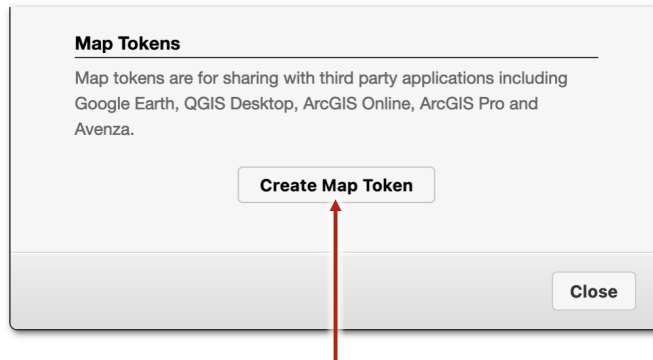 Map Tokens
Map tokens are for sharing with third party applications including
Google Earth, QGIS Desktop, ArcGIS Online, ArcGIS Pro and
Avenza.
Create Map Token
Close